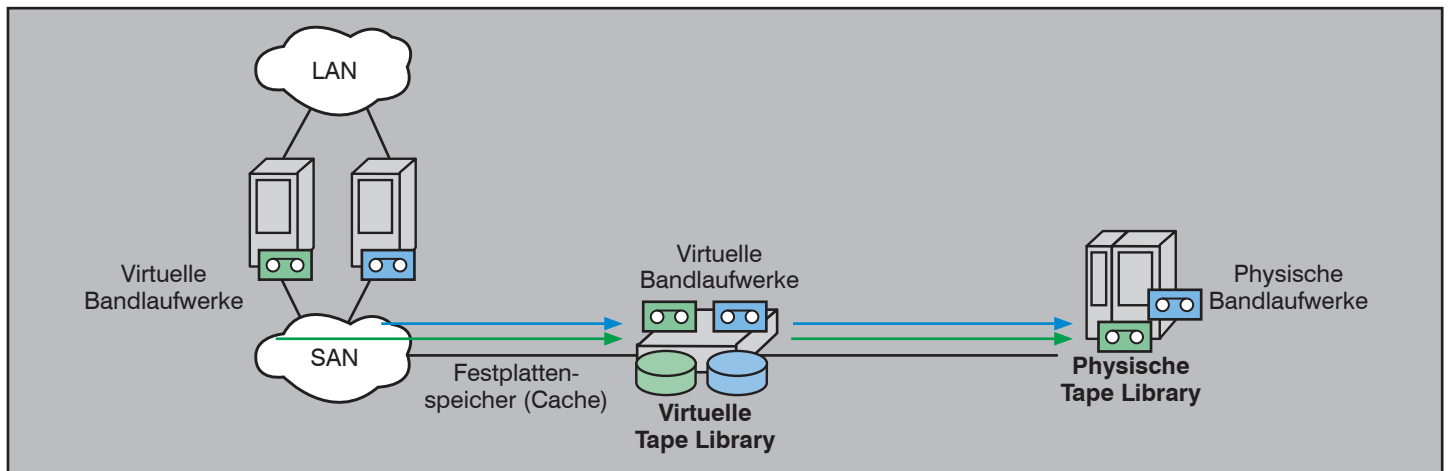 LAN
Virtuelle
Bandlaufwerke
SAN
Festplatten-
speicher (Cache)
Virtuelle
Bandlaufwerke
Virtuelle
Tape Library
Physische
Bandlaufwerke
Physische
Tape Library